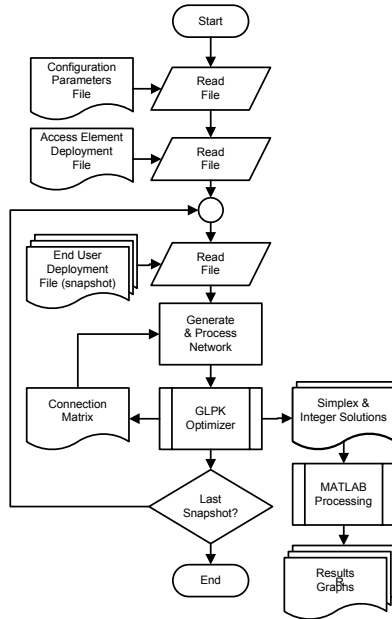 Start
Configuration
Parameters
File
Read
File
Access Element
Deployment
File
Read
File
End User
Deployment
File (snapshot)
Read
File
Generate
& Process
Network
Connection
Matrix
GLPK
Optimizer
Simplex &
Integer Solutions
Last
Snapshot?
MATLAB
Processing
End
Results
Graphs
R